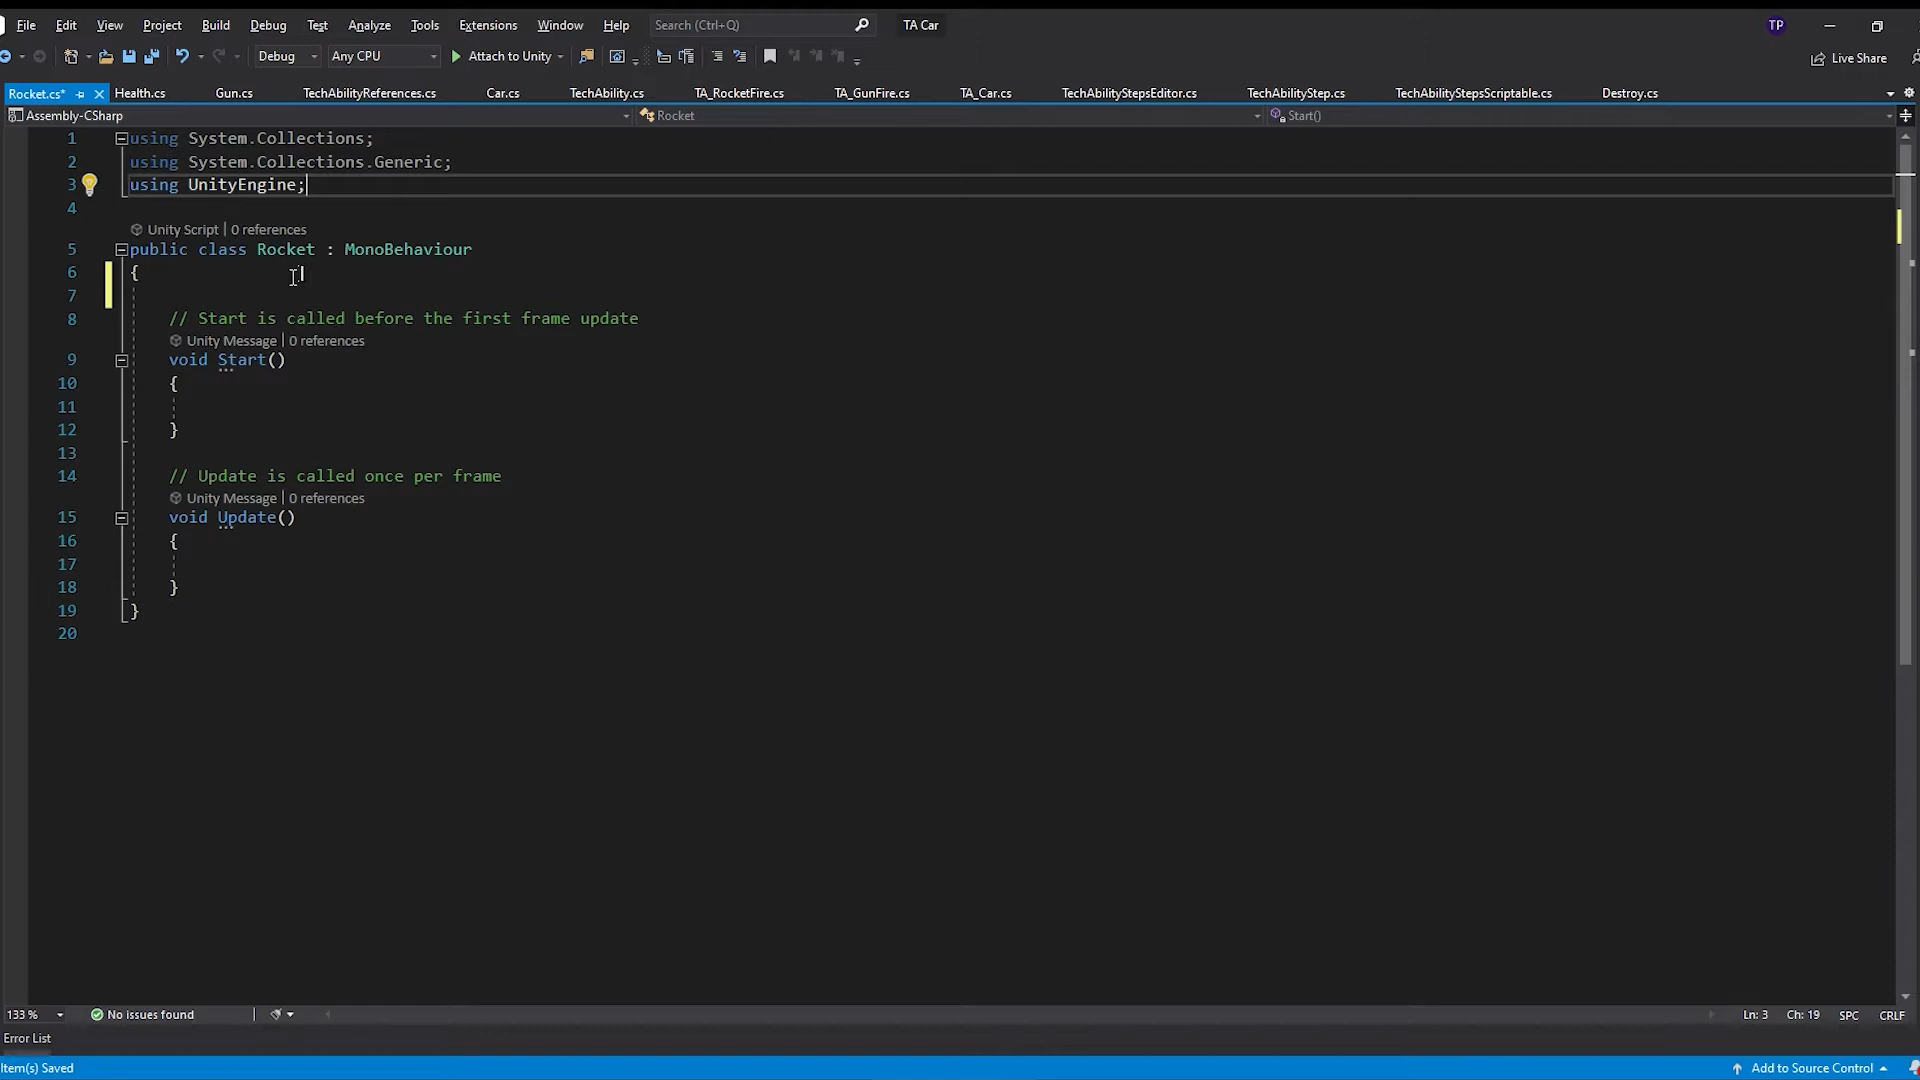 File Edit View Project Build Debug Test Analyze Tools Extensions Window Help Search (Ctrl+Q) TA Car TP
Debug Any CPU Attach to Unity Live Share
Rocket.cs* Health.cs Gun.cs TechAbilityReferences.cs Car.cs TechAbility.cs TA_RocketFire.cs TA_GunFire.cs TA_Car.cs TechAbilityStepsEditor.cs TechAbilityStep.cs TechAbilityStepsScriptable.cs Destroy.cs
Assembly-CSharp Rocket Start()
1 using System.Collections;
2 using System.Collections.Generic;
3 using UnityEngine;
4
Unity Script | 0 references
5 public class Rocket : MonoBehaviour
6 {
7
8 // Start is called before the first frame update
Unity Message | 0 references
9 void Start()
10 {
11
12 }
13
14 // Update is called once per frame
Unity Message | 0 references
15 void Update()
16 {
17
18 }
19 }
20
133 % No issues found Ln: 3 Ch: 19 SPC CRLF
Error List
Item(s) Saved Add to Source Control